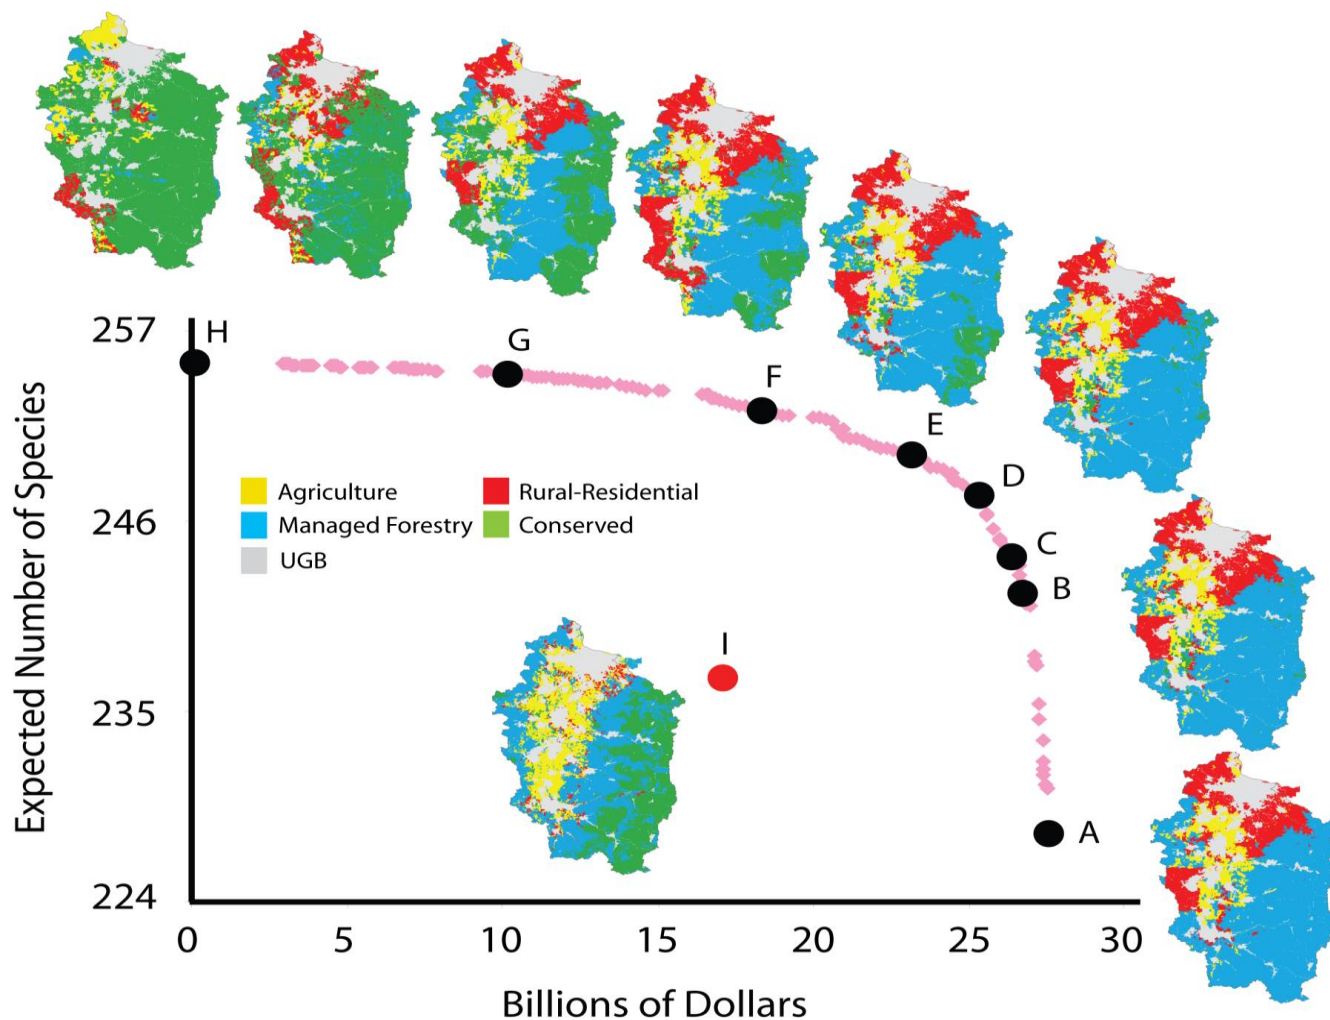 257
H
G
F
E
Expected Number of Species
Agriculture
Rural-Residential
D
246
Managed Forestry
Conserved
UGB
C
B
I
235
A
224
0 5 10 15 20 25 30
Billions of Dollars